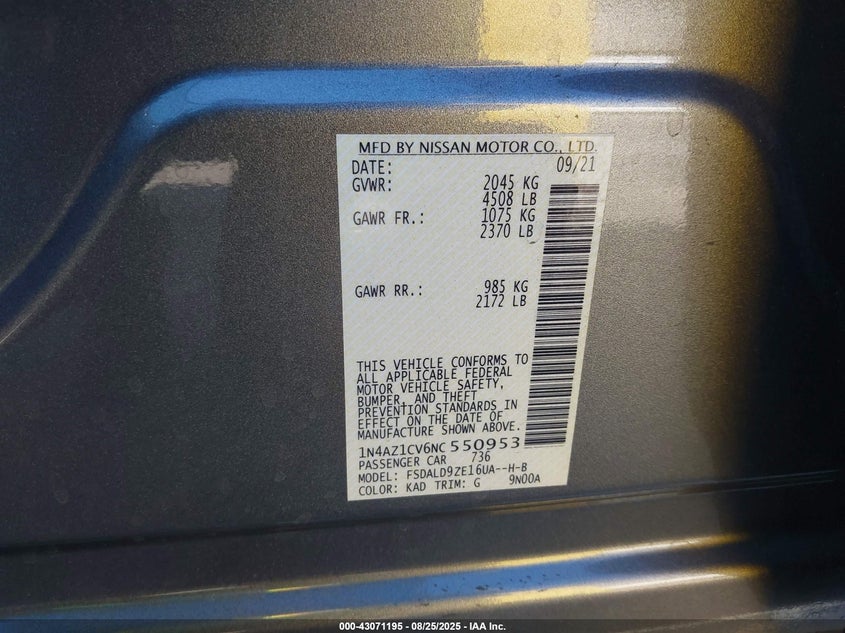 MFD BY NISSAN MOTOR CO., LTD.
DATE: 09/21
GVWR: 2045 KG
4508 LB
GAWR FR.: 1075 KG
2370 LB
GAWR RR.: 985 KG
2172 LB
THIS VEHICLE CONFORMS TO
ALL APPLICABLE FEDERAL
MOTOR VEHICLE SAFETY,
BUMPER, AND THEFT
PREVENTION STANDARDS IN
EFFECT ON THE DATE OF
MANUFACTURE SHOWN ABOVE.
1N4AZ1CV6NC 550953
PASSENGER CAR 736
MODEL: FSDALD9ZE16UA--H-B
COLOR: KAD TRIM: G 9N00A
000-43071195 - 08/25/2025 - IAA Inc.